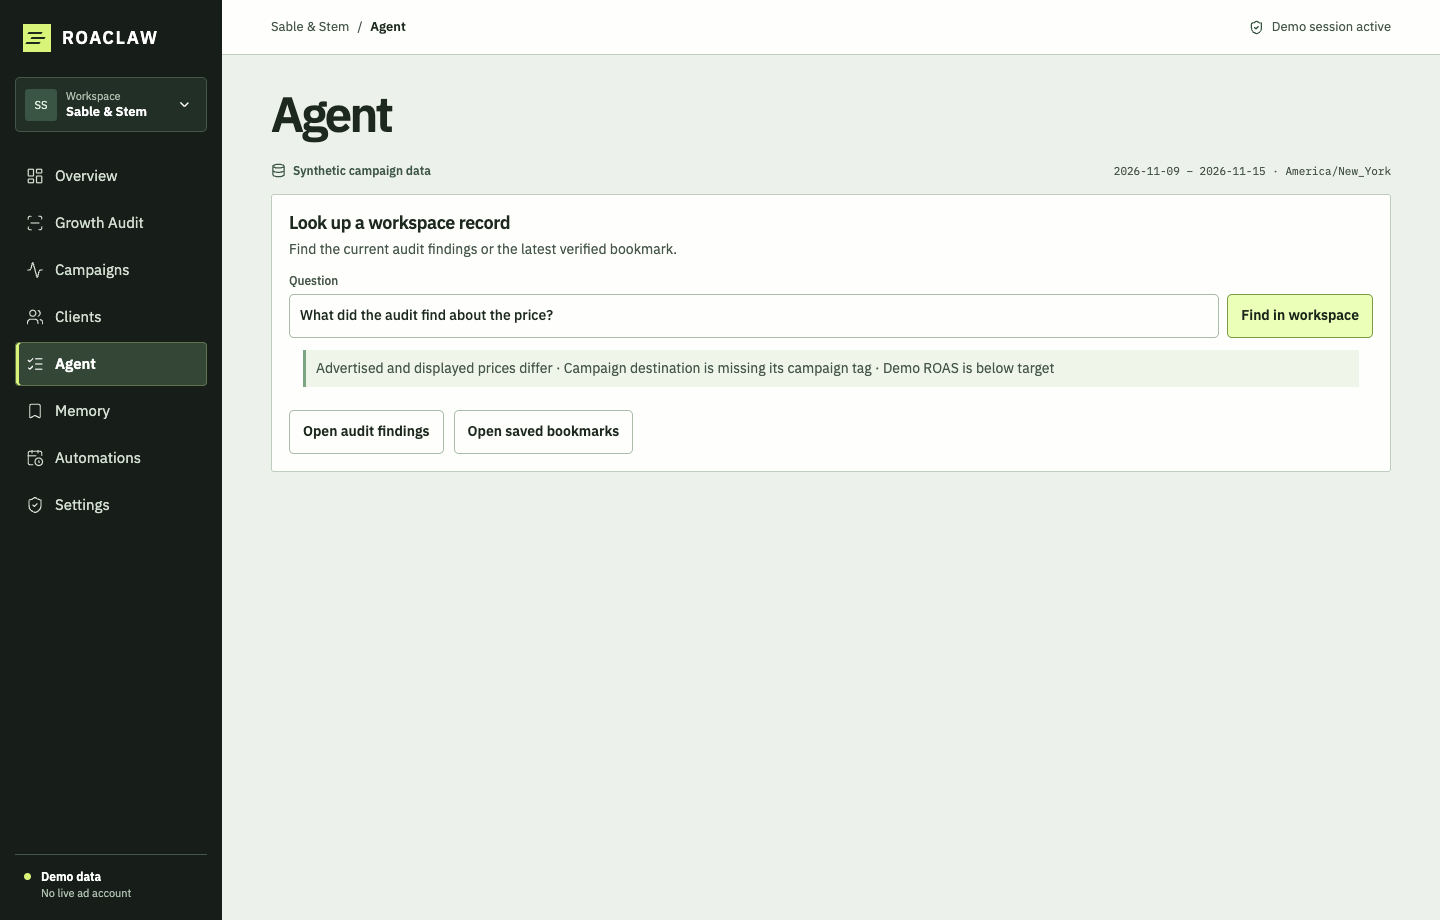 ROACLAW
SS
Workspace
Sable & Stem
Overview
Growth Audit
Campaigns
Clients
Agent
Memory
Automations
Settings
Demo data
No live ad account
Sable & Stem / Agent
Demo session active
Agent
Synthetic campaign data
2026-11-09 – 2026-11-15 · America/New_York
Look up a workspace record
Find the current audit findings or the latest verified bookmark.
Question
What did the audit find about the price?
Find in workspace
Advertised and displayed prices differ · Campaign destination is missing its campaign tag · Demo ROAS is below target
Open audit findings
Open saved bookmarks